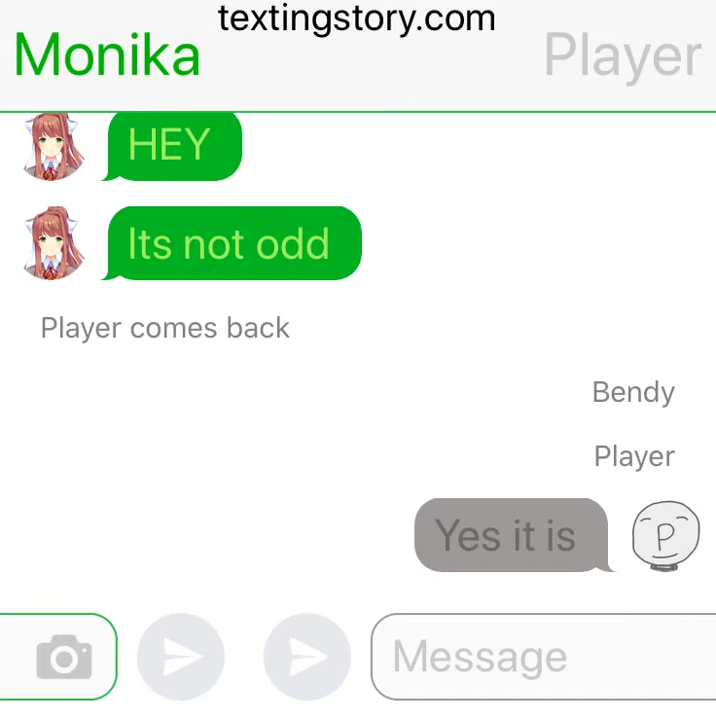 textingstory.com
Monika
Player
HEY
Its not odd
Player comes back
Bendy
Player
Yes it is
P
Message